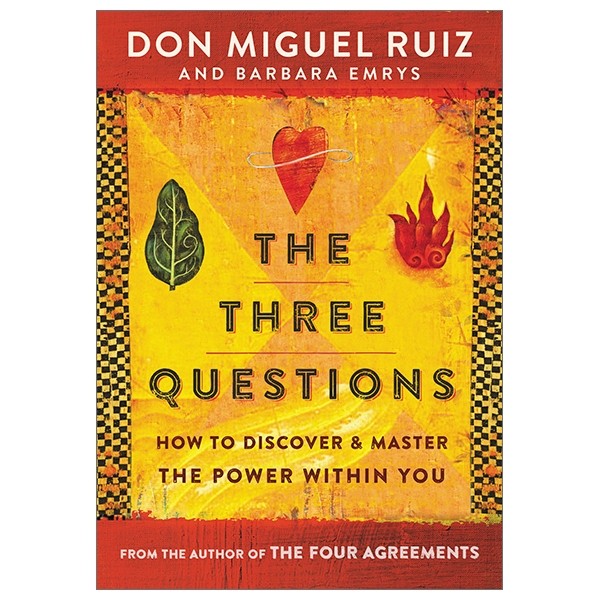 DON MIGUEL RUIZ
AND BARBARA EMRYS
THE
THREE
QUESTIONS
HOW TO DISCOVER & MASTER
THE POWER WITHIN YOU
FROM THE AUTHOR OF THE FOUR AGREEMENTS